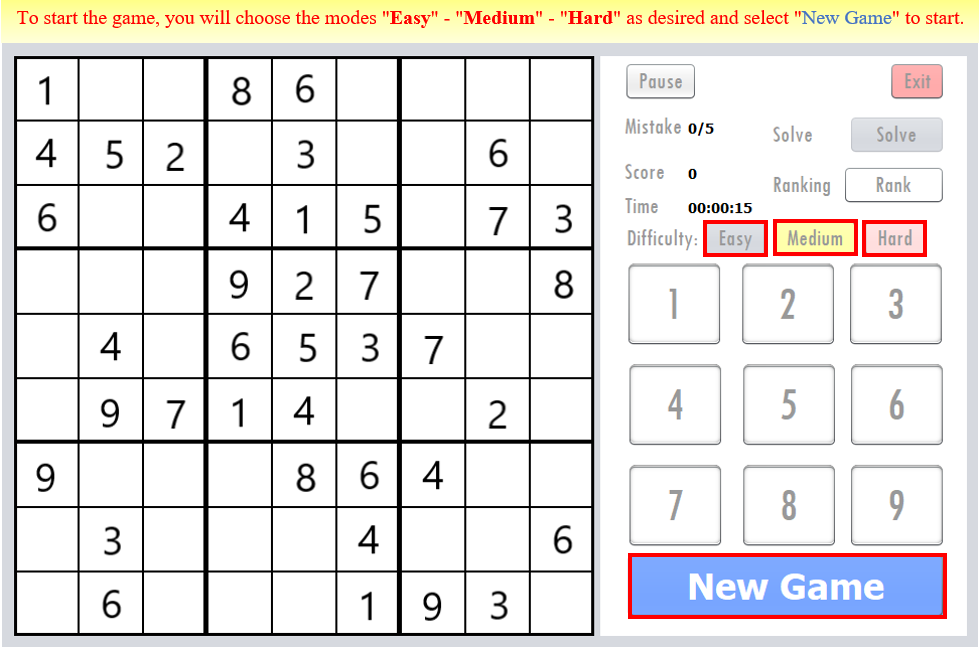 To start the game, you will choose the modes "Easy" - "Medium" - "Hard" as desired and select "New Game" to start.
1 8 6
4 5 2 3 6
6 4 1 5 7 3
9 2 7 8
4 6 5 3 7
9 7 1 4 2
9 8 6 4
3 4 6
6 1 9 3
Pause Exit
Mistake 0/5 Solve Solve
Score 0
Ranking Rank
Time 00:00:15
Difficulty: Easy Medium Hard
1 2 3
4 5 6
7 8 9
New Game